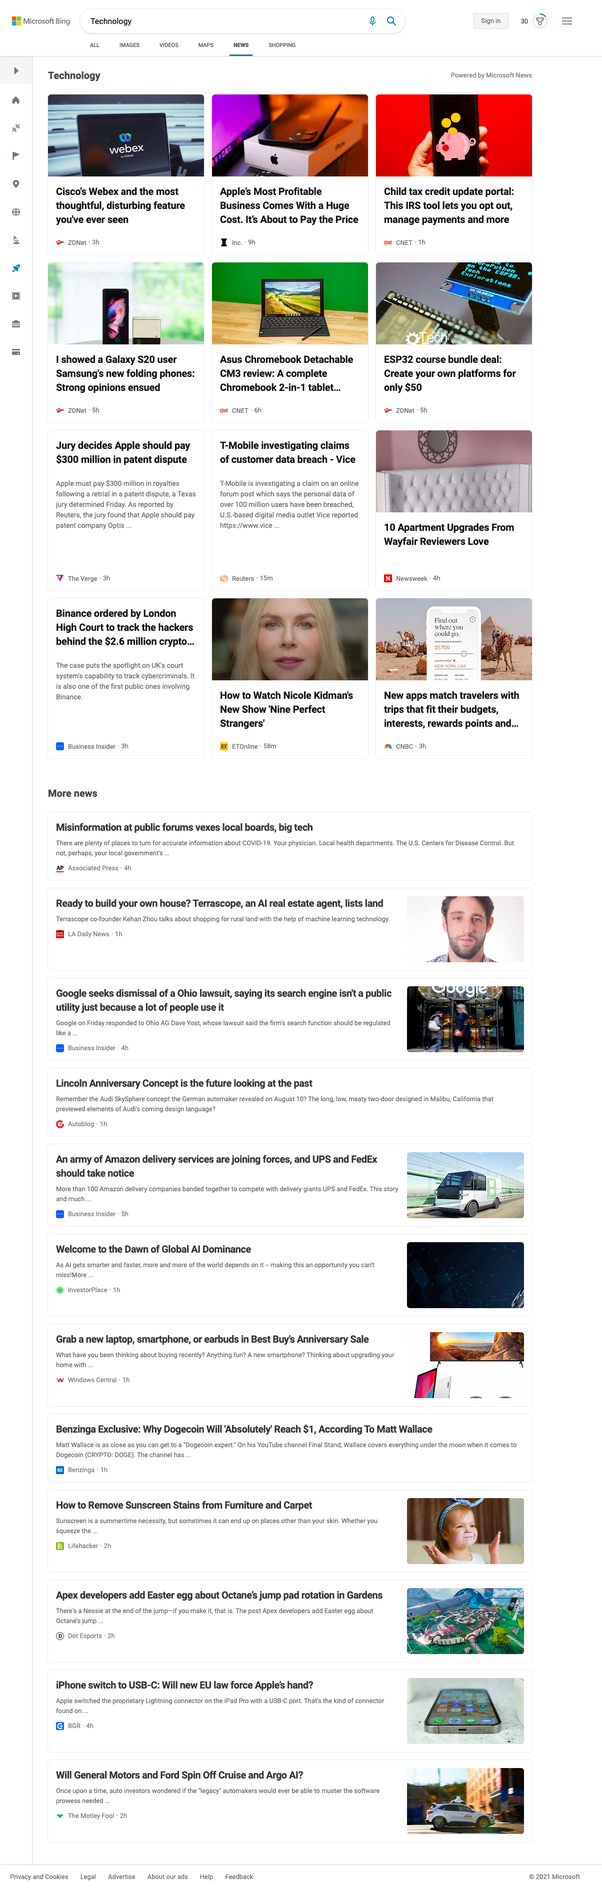 Microsoft Bing
Technology
Sign in
30
ALL IMAGES VIDEOS MAPS NEWS SHOPPING
Technology
Powered by Microsoft News
webex
Cisco's Webex and the most
thoughtful, disturbing feature
you've ever seen
ZDNet · 3h
Apple's Most Profitable
Business Comes With a Huge
Cost. It's About to Pay the Price
Inc. · 9h
Child tax credit update portal:
This IRS tool lets you opt out,
manage payments and more
CNET · 1h
I showed a Galaxy S20 user
Samsung's new folding phones:
Strong opinions ensued
ZDNet · 5h
Asus Chromebook Detachable
CM3 review: A complete
Chromebook 2-in-1 tablet...
CNET · 6h
ESP32 course bundle deal:
Create your own platforms for
only $50
ZDNet · 5h
Jury decides Apple should pay
$300 million in patent dispute
Apple must pay $300 million in royalties
following a retrial in a patent dispute, a Texas
jury determined Friday. As reported by
Reuters, the jury found that Apple should pay
patent company Optis ...
The Verge · 3h
T-Mobile investigating claims
of customer data breach - Vice
T-Mobile is investigating a claim on an online
forum post which says the personal data of
over 100 million users have been breached,
U.S.-based digital media outlet Vice reported
https://www.vice ...
Reuters · 15m
10 Apartment Upgrades From
Wayfair Reviewers Love
Newsweek · 4h
Binance ordered by London
High Court to track the hackers
behind the $2.6 million crypto...
The case puts the spotlight on UK's court
system's capability to track cybercriminals. It
is also one of the first public ones involving
Binance.
Business Insider · 3h
How to Watch Nicole Kidman's
New Show 'Nine Perfect
Strangers'
ETOnline · 58m
Find out
where you
could go.
$1,700
NEW YORK, USA
New apps match travelers with
trips that fit their budgets,
interests, rewards points and...
CNBC · 3h
More news
Misinformation at public forums vexes local boards, big tech
There are plenty of places to turn for accurate information about COVID-19. Your physician. Local health departments. The U.S. Centers for Disease Control. But
not, perhaps, your local government's ...
AP Associated Press · 4h
Ready to build your own house? Terrascope, an AI real estate agent, lists land
Terrascope co-founder Kehan Zhou talks about shopping for rural land with the help of machine learning technology.
LA Daily News · 1h
Google seeks dismissal of a Ohio lawsuit, saying its search engine isn't a public
utility just because a lot of people use it
Google on Friday responded to Ohio AG Dave Yost, whose lawsuit said the firm's search function should be regulated
like a ...
Business Insider · 4h
Google
Lincoln Anniversary Concept is the future looking at the past
Remember the Audi SkySphere concept the German automaker revealed on August 10? The long, low, meaty two-door designed in Malibu, California that
previewed elements of Audi's coming design language?
Autoblog · 1h
An army of Amazon delivery services are joining forces, and UPS and FedEx
should take notice
More than 100 Amazon delivery companies banded together to compete with delivery giants UPS and FedEx. This story
and much ...
Business Insider · 5h
Welcome to the Dawn of Global AI Dominance
As AI gets smarter and faster, more and more of the world depends on it – making this an opportunity you can't
miss!More ...
InvestorPlace · 1h
Grab a new laptop, smartphone, or earbuds in Best Buy's Anniversary Sale
What have you been thinking about buying recently? Anything fun? A new smartphone? Thinking about upgrading your
home with ...
Windows Central · 1h
Benzinga Exclusive: Why Dogecoin Will 'Absolutely' Reach $1, According To Matt Wallace
Matt Wallace is as close as you can get to a "Dogecoin expert." On his YouTube channel Final Stand, Wallace covers everything under the moon when it comes to
Dogecoin (CRYPTO: DOGE). The channel has ...
Benzinga · 1h
How to Remove Sunscreen Stains from Furniture and Carpet
Sunscreen is a summertime necessity, but sometimes it can end up on places other than your skin. Whether you
squeeze the ...
Lifehacker · 2h
Apex developers add Easter egg about Octane's jump pad rotation in Gardens
There's a Nessie at the end of the jump—if you make it, that is. The post Apex developers add Easter egg about
Octane's jump ...
Dot Esports · 2h
iPhone switch to USB-C: Will new EU law force Apple's hand?
Apple switched the proprietary Lightning connector on the iPad Pro with a USB-C port. That's the kind of connector
found on ...
BGR · 4h
Will General Motors and Ford Spin Off Cruise and Argo AI?
Once upon a time, auto investors wondered if the "legacy" automakers would ever be able to muster the software
prowess needed ...
The Motley Fool · 2h
Privacy and Cookies Legal Advertise About our ads Help Feedback
© 2021 Microsoft